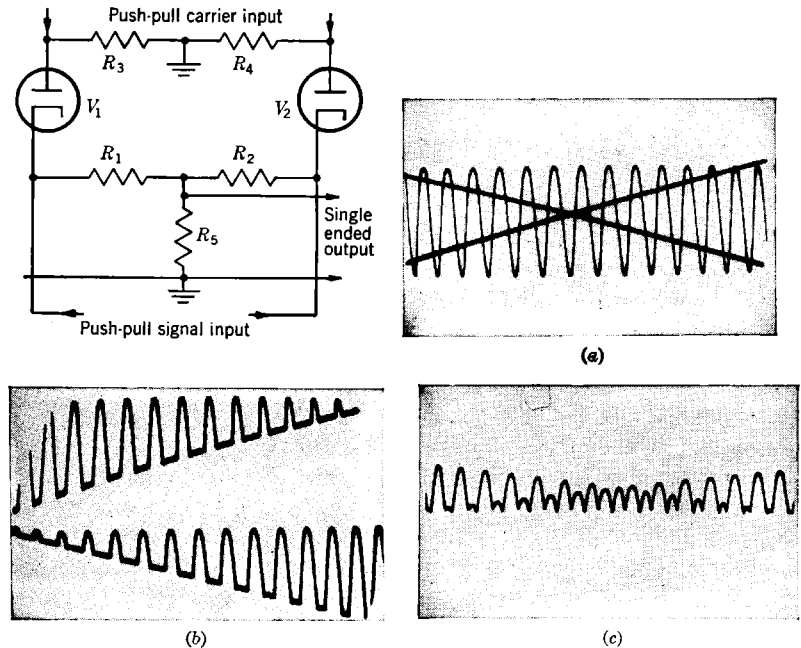 Push-pull carrier input
R3
R4
V1
V2
R1
R2
R5
Single
ended
output
Push-pull signal input
(a)
(b)
(c)